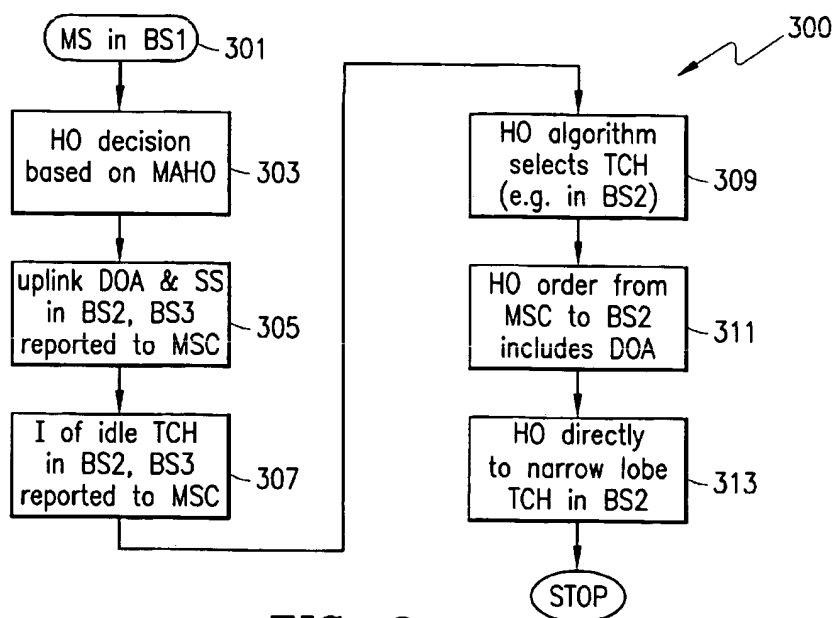 MS in BS1
301
HO decision
based on MAHO
303
uplink DOA & SS
in BS2, BS3
reported to MSC
305
I of idle TCH
in BS2, BS3
reported to MSC
307
300
HO algorithm
selects TCH
(e.g. in BS2)
309
HO order from
MSC to BS2
includes DOA
311
HO directly
to narrow lobe
TCH in BS2
313
STOP